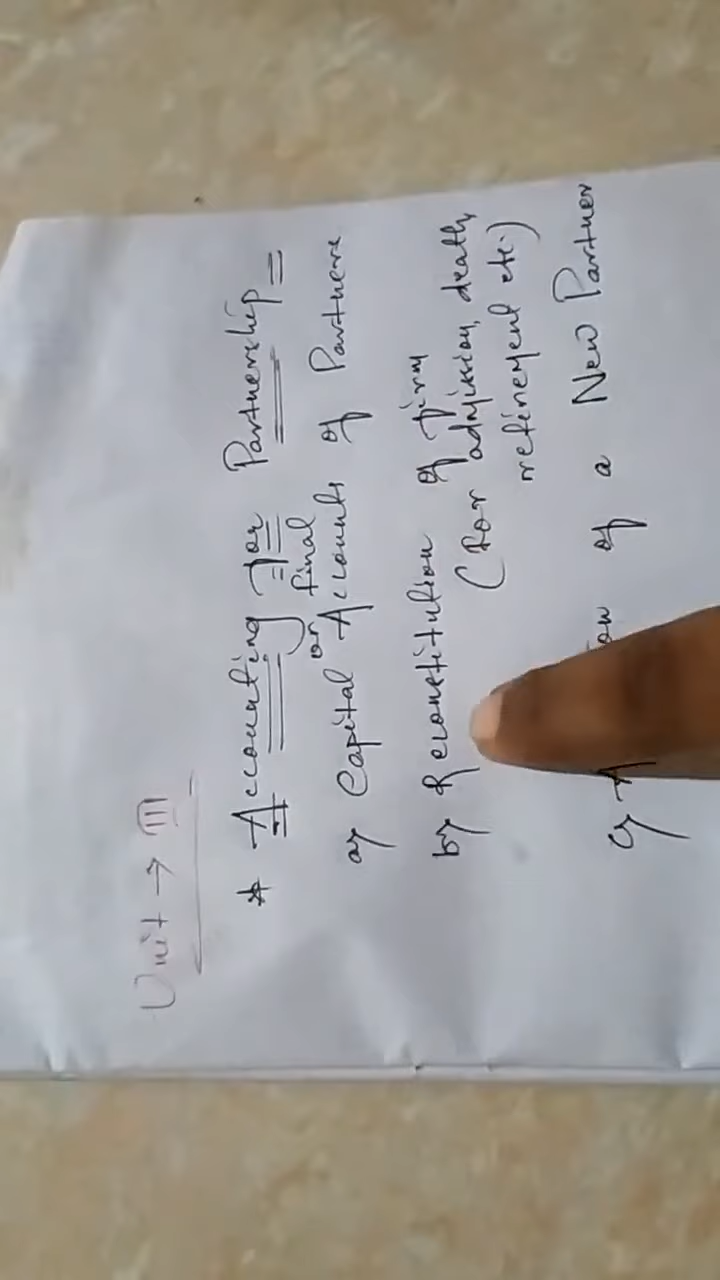 Unit → III
* Accounting for Partnership =
or final
a) Capital Accounts of Partners
b) Reconstitution of firm
(for admission, death,
retirement etc.)
c) of a New Partner